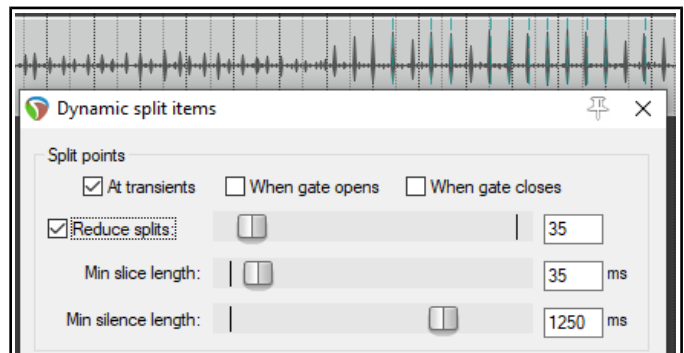 Dynamic split items
Split points
At transients When gate opens When gate closes
Reduce splits: 35
Min slice length: 35 ms
Min silence length: 1250 ms